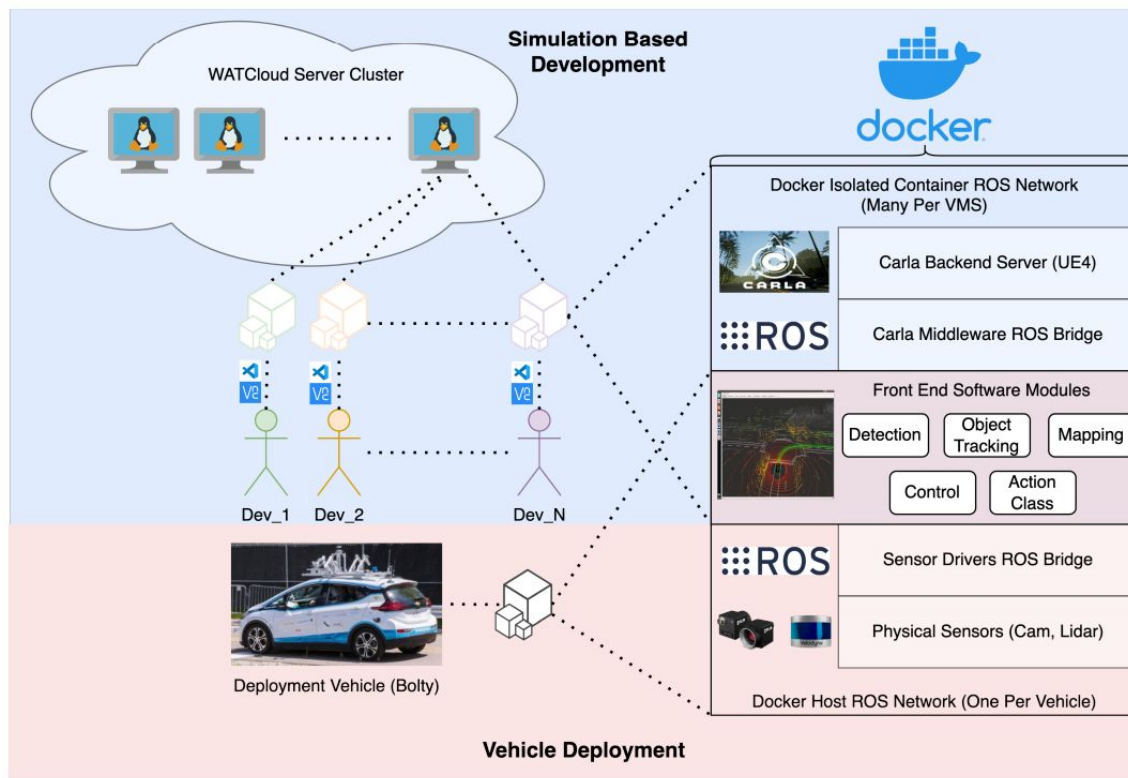 Simulation Based
Development
WATCloud Server Cluster
docker
Docker Isolated Container ROS Network
(Many Per VMS)
CARLA
Carla Backend Server (UE4)
ROS
Carla Middleware ROS Bridge
Front End Software Modules
Detection
Object
Tracking
Mapping
Control
Action
Class
Dev_1
Dev_2
Dev_N
ROS
Sensor Drivers ROS Bridge
Physical Sensors (Cam, Lidar)
Deployment Vehicle (Bolty)
Docker Host ROS Network (One Per Vehicle)
Vehicle Deployment